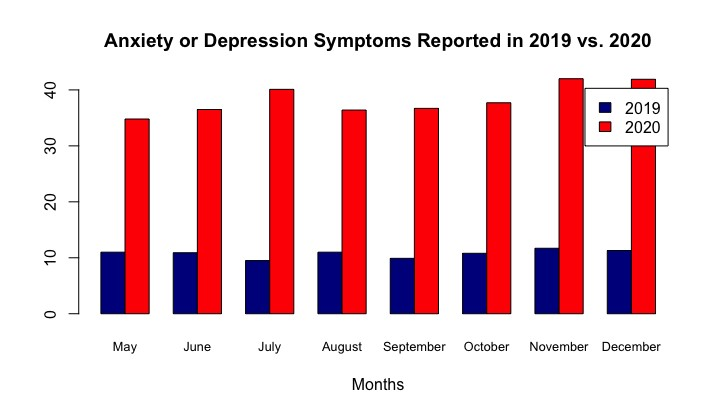 Anxiety or Depression Symptoms Reported in 2019 vs. 2020
40
30
20
10
0
2019
2020
May June July August September October November December
Months